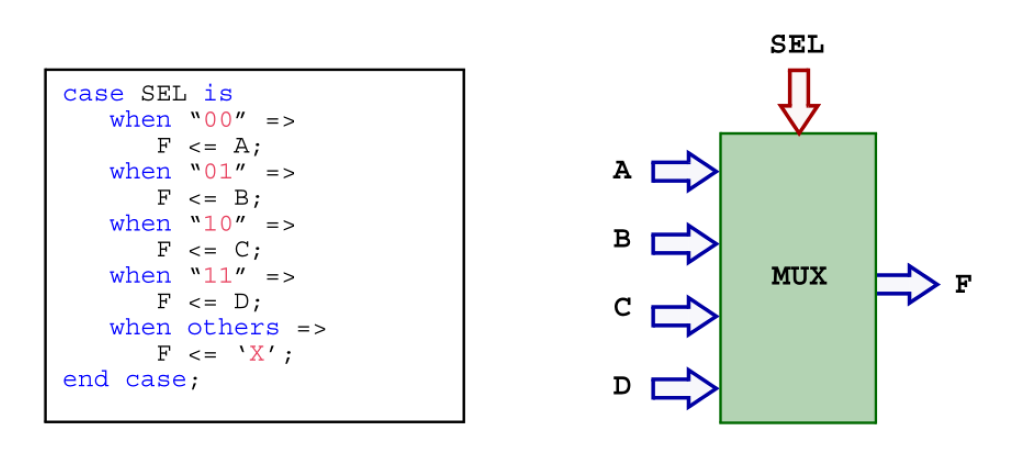 case SEL is
when “00” =>
F <= A;
when “01” =>
F <= B;
when “10” =>
F <= C;
when “11” =>
F <= D;
when others =>
F <= ‘X’;
end case;
SEL
A
B
C
D
MUX
F